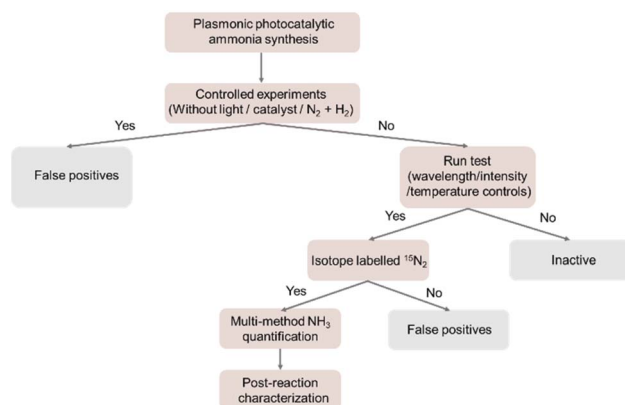 Plasmonic photocatalytic
ammonia synthesis
Controlled experiments
(Without light / catalyst / N₂ + H₂)
Yes
No
False positives
Run test
(wavelength/intensity
/temperature controls)
Yes
No
Isotope labelled ¹⁵N₂
Inactive
Yes
No
Multi-method NH₃
quantification
False positives
Post-reaction
characterization